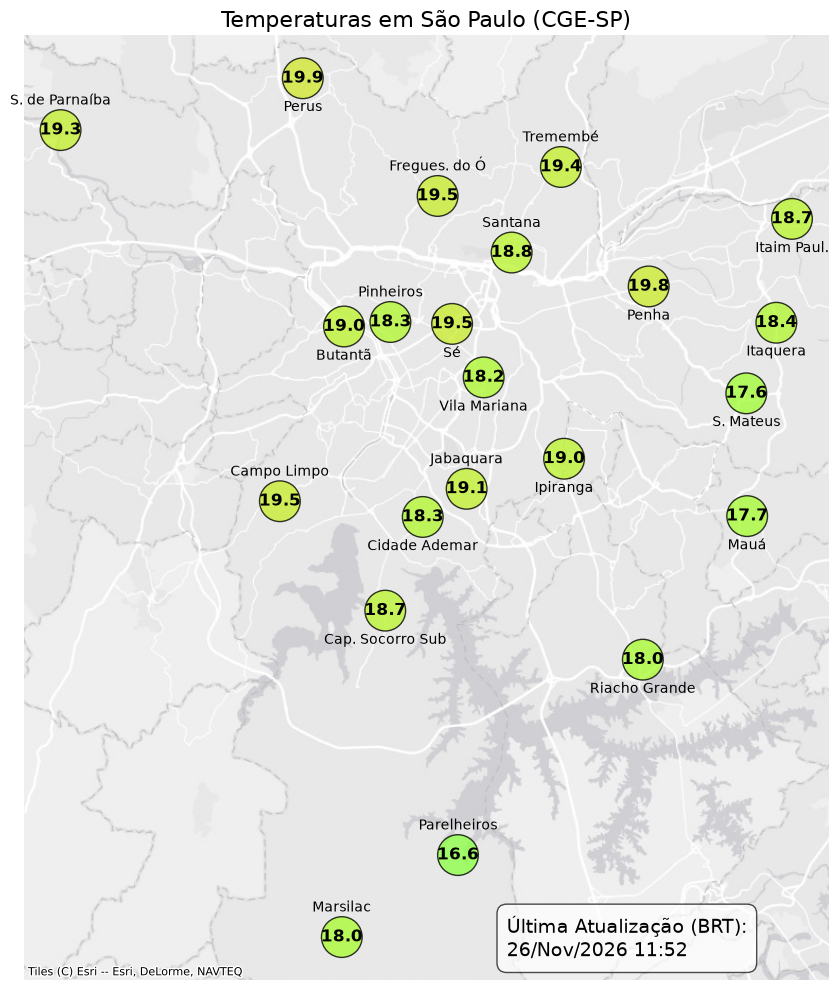 Temperaturas em São Paulo (CGE-SP)
19.9
Perus
S. de Parnaíba
19.3
Tremembé
19.4
Fregues. do Ó
19.5
Santana
18.8
18.7
Itaim Paul.
19.8
Penha
Pinheiros
18.3
19.0
Butantã
19.5
Sé
18.4
Itaquera
18.2
Vila Mariana
17.6
S. Mateus
Jabaquara
19.1
19.0
Ipiranga
Campo Limpo
19.5
18.3
Cidade Ademar
17.7
Mauá
18.7
Cap. Socorro Sub
18.0
Riacho Grande
Parelheiros
16.6
Marsilac
18.0
Última Atualização (BRT):
26/Nov/2026 11:52
Tiles (C) Esri -- Esri, DeLorme, NAVTEQ